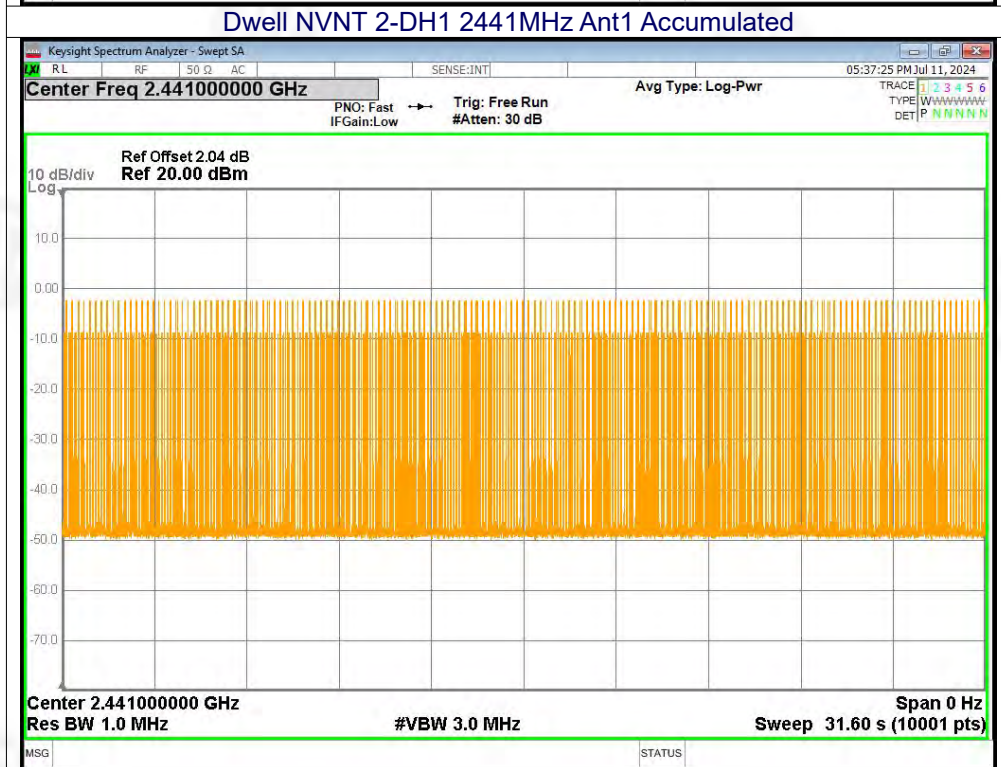 Dwell NVNT 2-DH1 2441MHz Ant1 Accumulated
Keysight Spectrum Analyzer - Swept SA
LXI RL RF 50 Ω AC SENSE:INT 05:37:25 PM Jul 11, 2024
Center Freq 2.441000000 GHz Avg Type: Log-Pwr TRACE 1 2 3 4 5 6
PNO: Fast Trig: Free Run TYPE WWWWWWW
IFGain:Low #Atten: 30 dB DET P N N N N N
Ref Offset 2.04 dB
10 dB/div Ref 20.00 dBm
Log
10.0
0.00
-10.0
-20.0
-30.0
-40.0
-50.0
-60.0
-70.0
Center 2.441000000 GHz Span 0 Hz
Res BW 1.0 MHz #VBW 3.0 MHz Sweep 31.60 s (10001 pts)
MSG STATUS